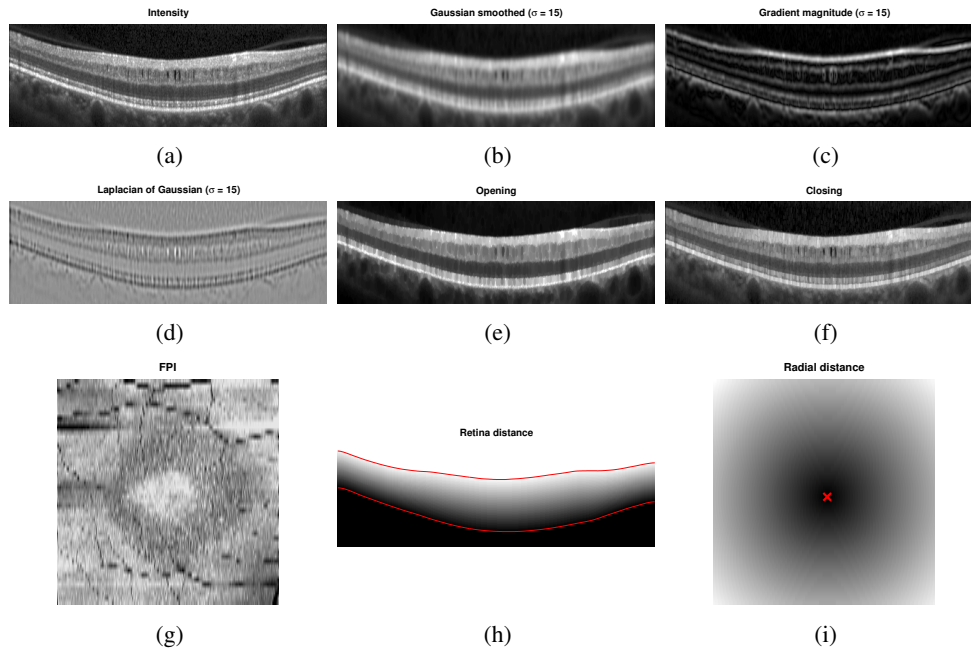 Intensity
Gaussian smoothed (σ = 15)
Gradient magnitude (σ = 15)
(a)
(b)
(c)
Laplacian of Gaussian (σ = 15)
Opening
Closing
(d)
(e)
(f)
FPI
Retina distance
Radial distance
(g)
(h)
(i)